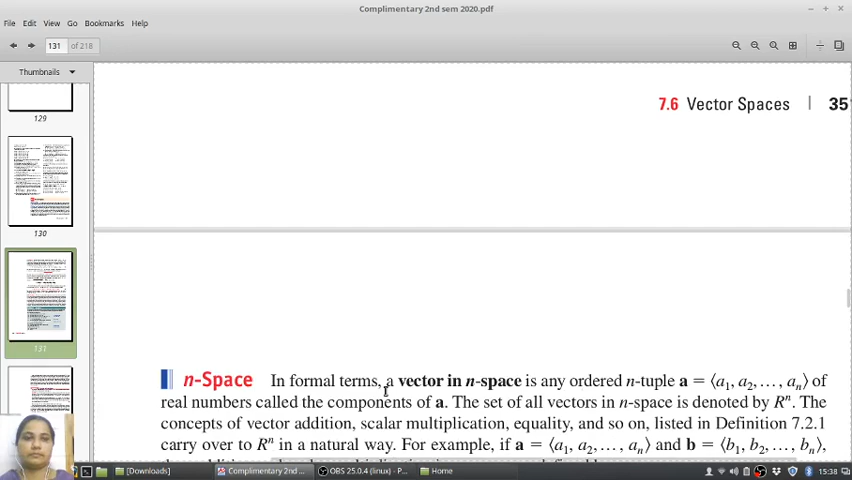 Complimentary 2nd sem 2020.pdf
File Edit View Go Bookmarks Help
131 of 218
Thumbnails
129
130
131
7.6 Vector Spaces | 35
n-Space In formal terms, a vector in n-space is any ordered n-tuple a = ⟨a₁, a₂, . . . , aₙ⟩ of
real numbers called the components of a. The set of all vectors in n-space is denoted by Rⁿ. The
concepts of vector addition, scalar multiplication, equality, and so on, listed in Definition 7.2.1
carry over to Rⁿ in a natural way. For example, if a = ⟨a₁, a₂, . . . , aₙ⟩ and b = ⟨b₁, b₂, . . . , bₙ⟩,
[Downloads] Complimentary 2nd ... OBS 25.0.4 (linux) - P... Home 15:38